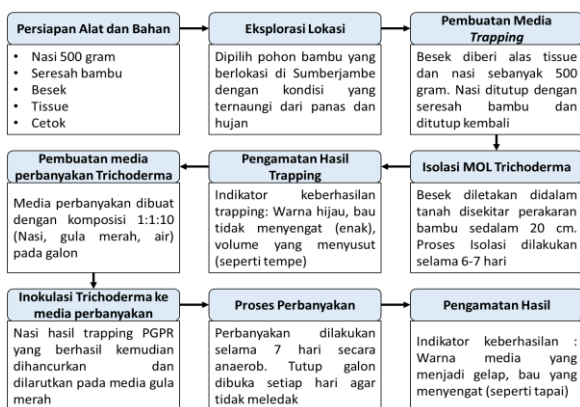 Persiapan Alat dan Bahan
• Nasi 500 gram
• Seresah bambu
• Besek
• Tissue
• Cetok
Eksplorasi Lokasi
Dipilih pohon bambu yang
berlokasi di Sumberjambe
dengan kondisi yang
ternaungi dari panas dan
hujan
Pembuatan Media
Trapping
Besek diberi alas tissue
dan nasi sebanyak 500
gram. Nasi ditutup dengan
seresah bambu dan
ditutup kembali
Isolasi MOL Trichoderma
Besek diletakan didalam
tanah disekitar perakaran
bambu sedalam 20 cm.
Proses Isolasi dilakukan
selama 6-7 hari
Pengamatan Hasil
Trapping
Indikator keberhasilan
trapping: Warna hijau, bau
tidak menyengat (enak),
volume yang menyusut
(seperti tempe)
Pembuatan media
perbanyakan Trichoderma
Media perbanyakan dibuat
dengan komposisi 1:1:10
(Nasi, gula merah, air)
pada galon
Inokulasi Trichoderma ke
media perbanyakan
Nasi hasil trapping PGPR
yang berhasil kemudian
dihancurkan dan
dilarutkan pada media gula
merah
Proses Perbanyakan
Perbanyakan dilakukan
selama 7 hari secara
anaerob. Tutup galon
dibuka setiap hari agar
tidak meledak
Pengamatan Hasil
Indikator keberhasilan :
Warna media yang
menjadi gelap, bau yang
menyengat (seperti tapai)